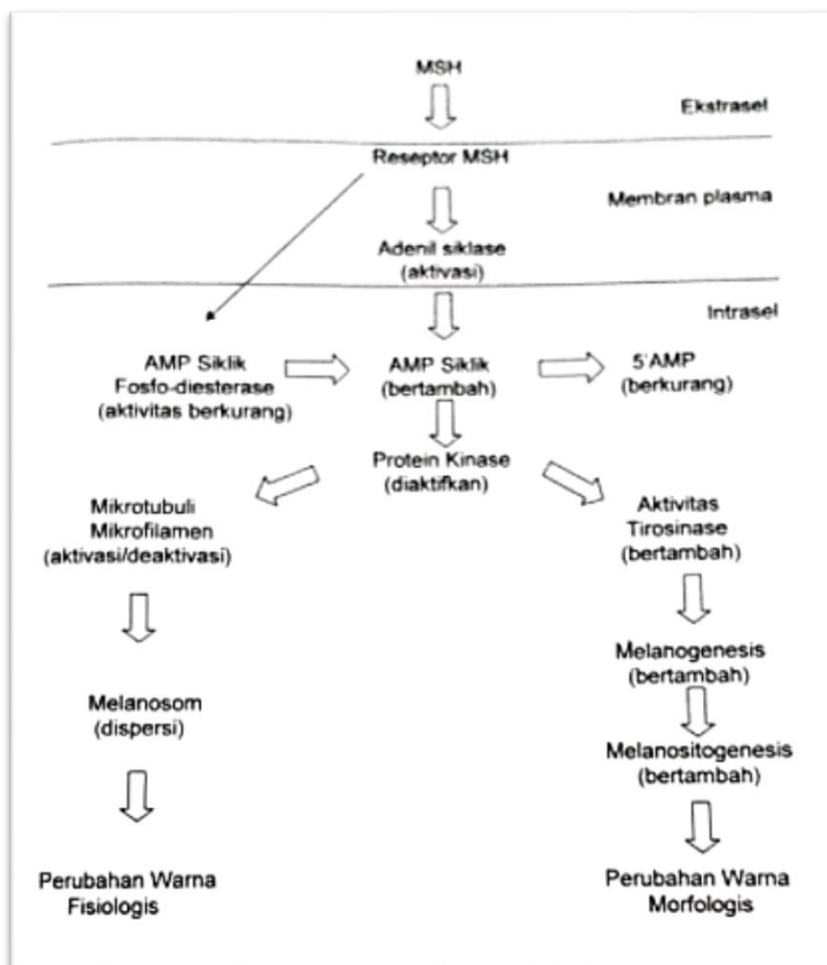 MSH
Ekstrasel
Reseptor MSH
Membran plasma
Adenil siklase
(aktivasi)
Intrasel
AMP Siklik
Fosfo-diesterase
(aktivitas berkurang)
AMP Siklik
(bertambah)
5'AMP
(berkurang)
Protein Kinase
(diaktifkan)
Mikrotubuli
Mikrofilamen
(aktivasi/deaktivasi)
Aktivitas
Tirosinase
(bertambah)
Melanosom
(dispersi)
Melanogenesis
(bertambah)
Melanositogenesis
(bertambah)
Perubahan Warna
Fisiologis
Perubahan Warna
Morfologis